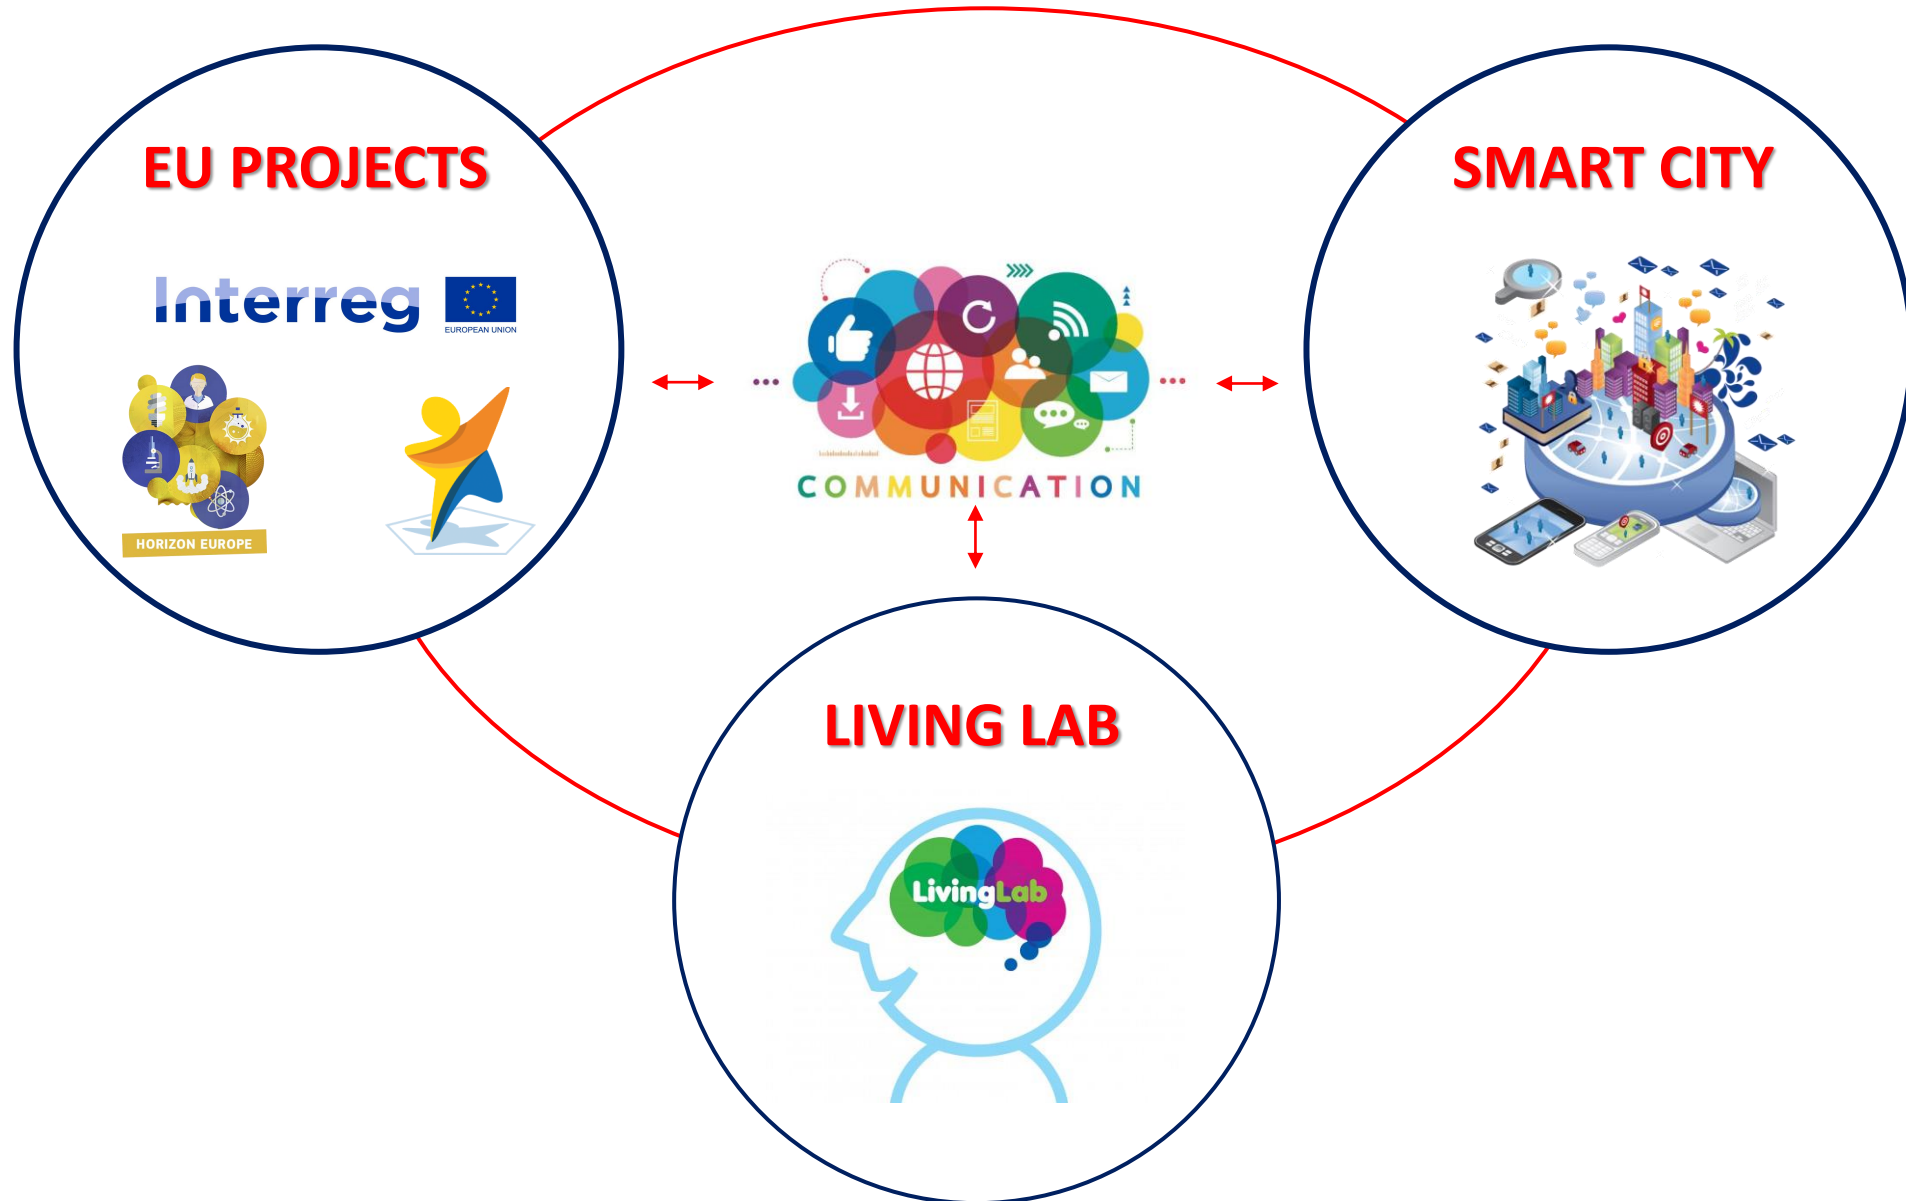 EU PROJECTS
SMART CITY
Interreg
EUROPEAN UNION
HORIZON EUROPE
COMMUNICATION
LIVING LAB
LivingLab